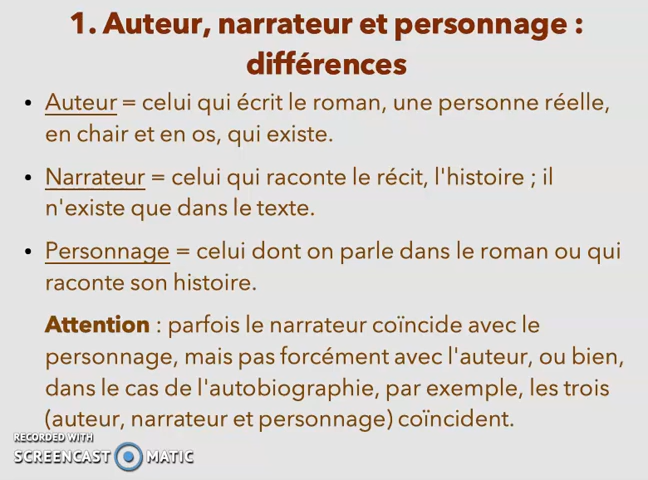 1. Auteur, narrateur et personnage :
différences
• Auteur = celui qui écrit le roman, une personne réelle,
en chair et en os, qui existe.
• Narrateur = celui qui raconte le récit, l'histoire ; il
n'existe que dans le texte.
• Personnage = celui dont on parle dans le roman ou qui
raconte son histoire.
Attention : parfois le narrateur coïncide avec le
personnage, mais pas forcément avec l'auteur, ou bien,
dans le cas de l'autobiographie, par exemple, les trois
(auteur, narrateur et personnage) coïncident.
RECORDED WITH
SCREENCAST MATIC